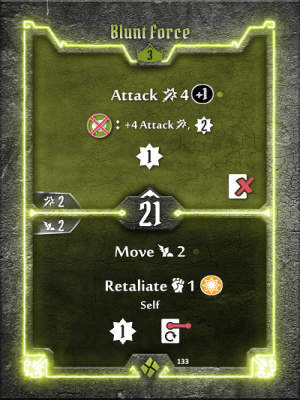 Blunt Force
3
Attack 4 +1
: +4 Attack , 2
1
2
21
2
Move 2
Retaliate 1
Self
1
133